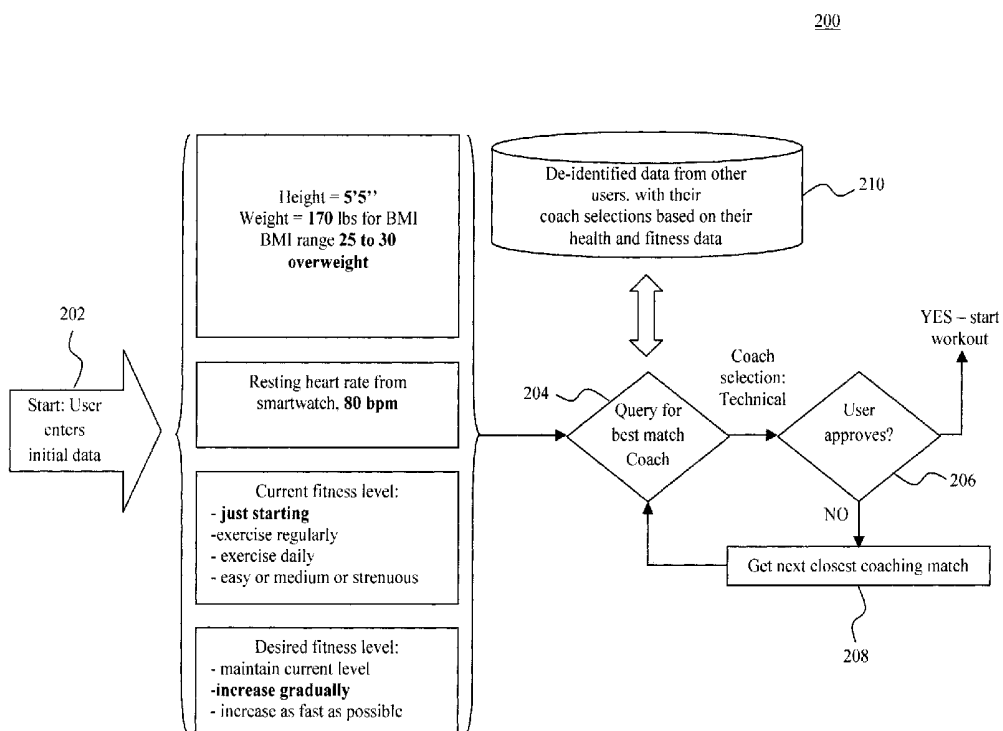 200
202
Start: User
enters
initial data
Height = 5'5''
Weight = 170 lbs for BMI
BMI range 25 to 30
overweight
Resting heart rate from
smartwatch, 80 bpm
Current fitness level:
- just starting
-exercise regularly
- exercise daily
- easy or medium or strenuous
Desired fitness level:
- maintain current level
-increase gradually
- increase as fast as possible
De-identified data from other
users, with their
coach selections based on their
health and fitness data
210
204
Query for
best match
Coach
Coach
selection:
Technical
User
approves?
206
YES – start
workout
NO
Get next closest coaching match
208